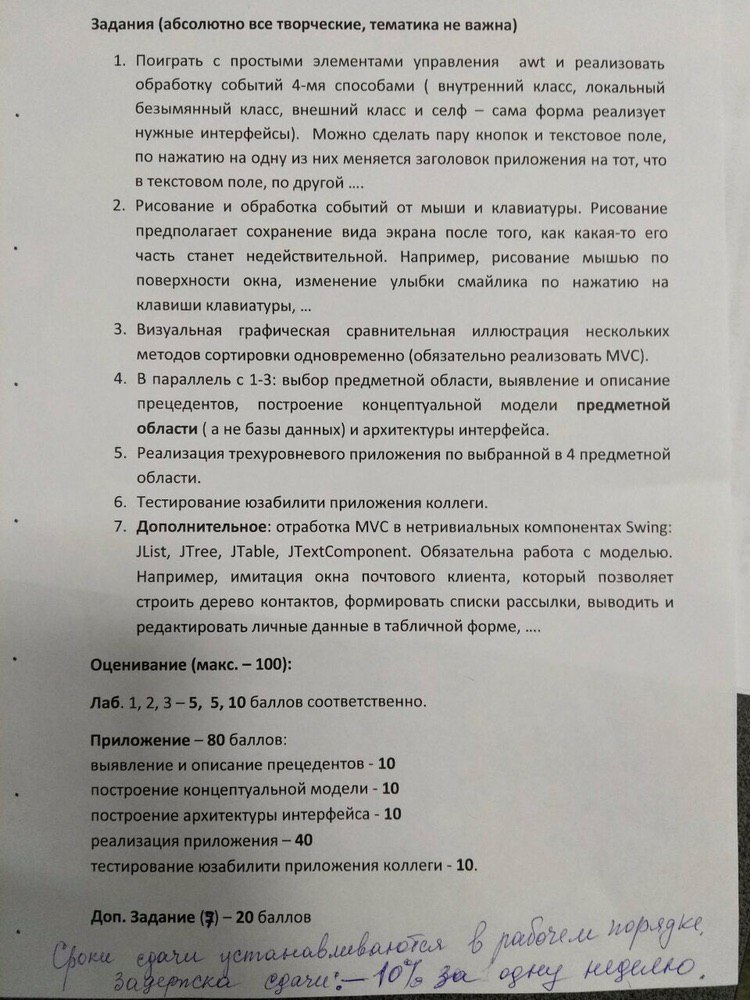 Задания (абсолютно все творческие, тематика не важна)
1. Поиграть с простыми элементами управления awt и реализовать
обработку событий 4-мя способами ( внутренний класс, локальный
безымянный класс, внешний класс и селф – сама форма реализует
нужные интерфейсы). Можно сделать пару кнопок и текстовое поле,
по нажатию на одну из них меняется заголовок приложения на тот, что
в текстовом поле, по другой ....
2. Рисование и обработка событий от мыши и клавиатуры. Рисование
предполагает сохранение вида экрана после того, как какая-то его
часть станет недействительной. Например, рисование мышью по
поверхности окна, изменение улыбки смайлика по нажатию на
клавиши клавиатуры, ...
3. Визуальная графическая сравнительная иллюстрация нескольких
методов сортировки одновременно (обязательно реализовать MVC).
4. В параллель с 1-3: выбор предметной области, выявление и описание
прецедентов, построение концептуальной модели предметной
области ( а не базы данных) и архитектуры интерфейса.
5. Реализация трехуровневого приложения по выбранной в 4 предметной
области.
6. Тестирование юзабилити приложения коллеги.
7. Дополнительное: отработка MVC в нетривиальных компонентах Swing:
JList, JTree, JTable, JTextComponent. Обязательна работа с моделью.
Например, имитация окна почтового клиента, который позволяет
строить дерево контактов, формировать списки рассылки, выводить и
редактировать личные данные в табличной форме, ....
Оценивание (макс. – 100):
Лаб. 1, 2, 3 – 5, 5, 10 баллов соответственно.
Приложение – 80 баллов:
выявление и описание прецедентов - 10
построение концептуальной модели - 10
построение архитектуры интерфейса - 10
реализация приложения – 40
тестирование юзабилити приложения коллеги - 10.
Доп. Задание (7) – 20 баллов
Сроки сдачи устанавливаются в рабочем порядке.
Задержка сдачи: – 10% за одну неделю.